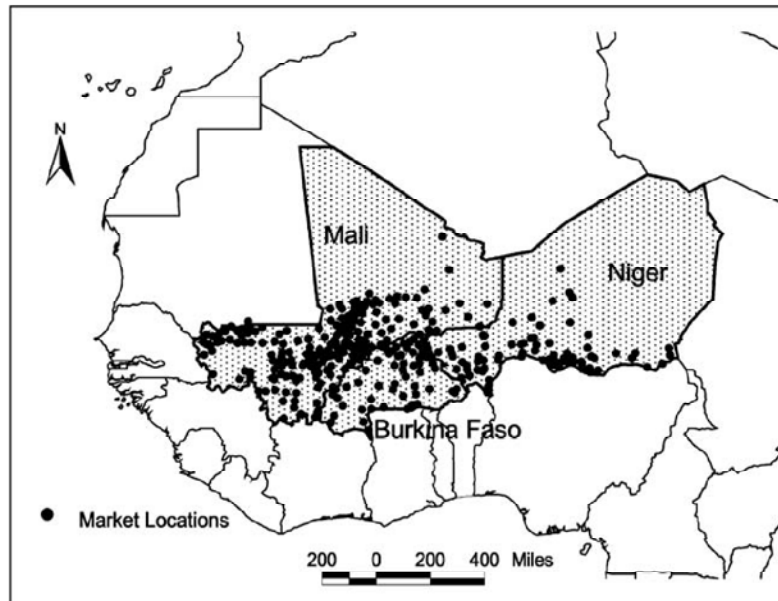 N
Mali
Niger
Burkina Faso
Market Locations
200 0 200 400 Miles